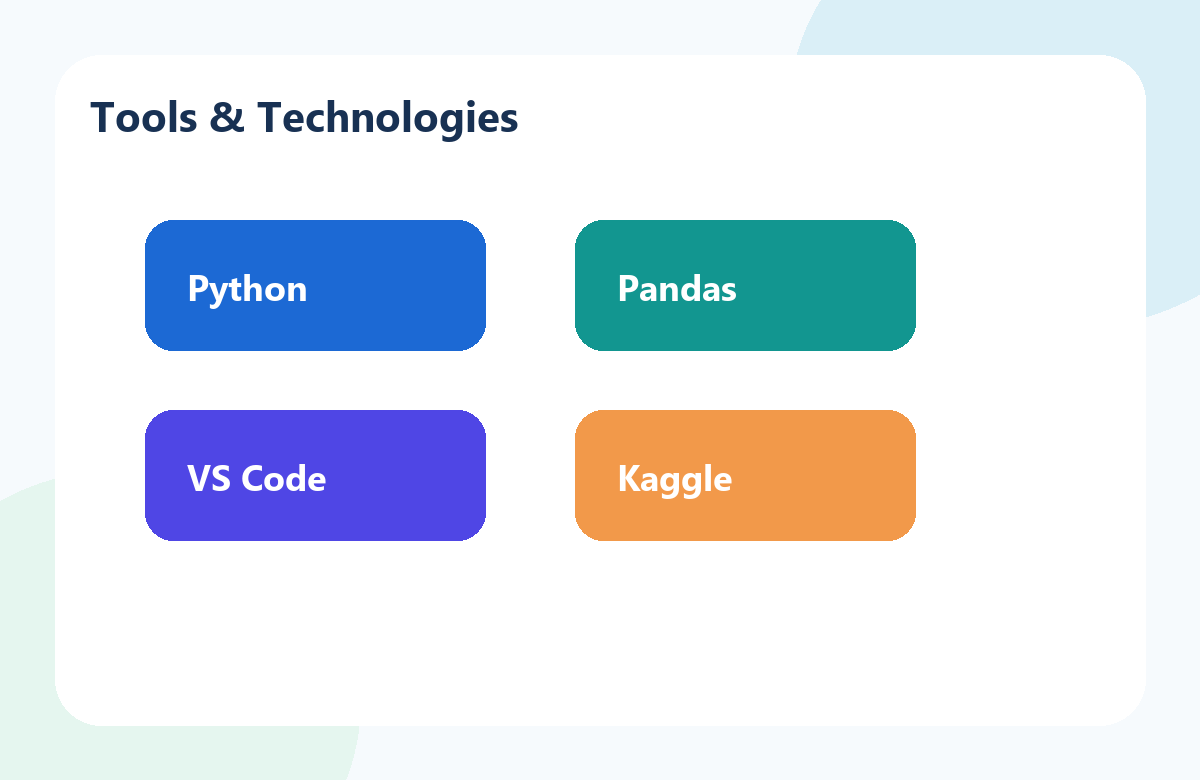 Tools & Technologies
Python
Pandas
VS Code
Kaggle